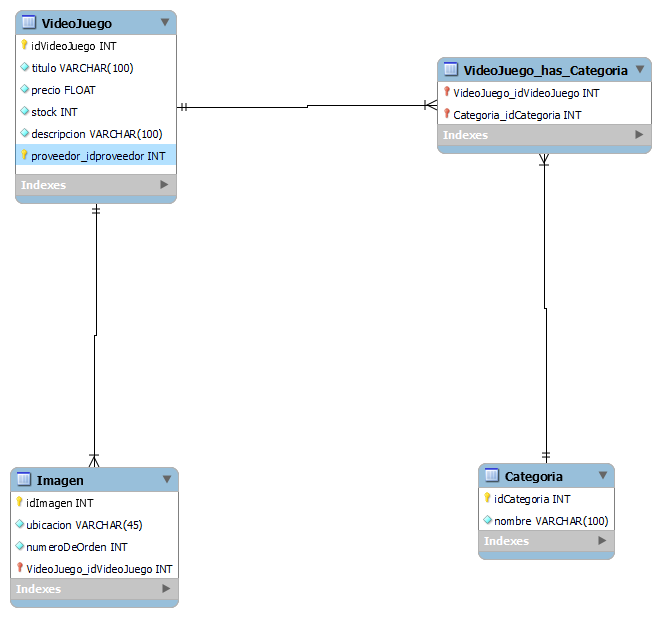 VideoJuego
idVideoJuego INT
titulo VARCHAR(100)
precio FLOAT
stock INT
descripcion VARCHAR(100)
proveedor_idproveedor INT
Indexes
VideoJuego_has_Categoria
VideoJuego_idVideoJuego INT
Categoria_idCategoria INT
Indexes
Imagen
idImagen INT
ubicacion VARCHAR(45)
numeroDeOrden INT
VideoJuego_idVideoJuego INT
Indexes
Categoria
idCategoria INT
nombre VARCHAR(100)
Indexes